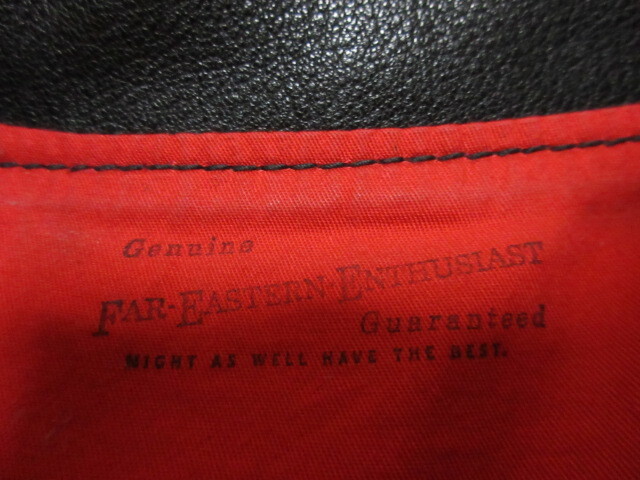 Genuine
FAR-EASTERN-ENTHUSIAST
Guaranteed
MIGHT AS WELL HAVE THE BEST.